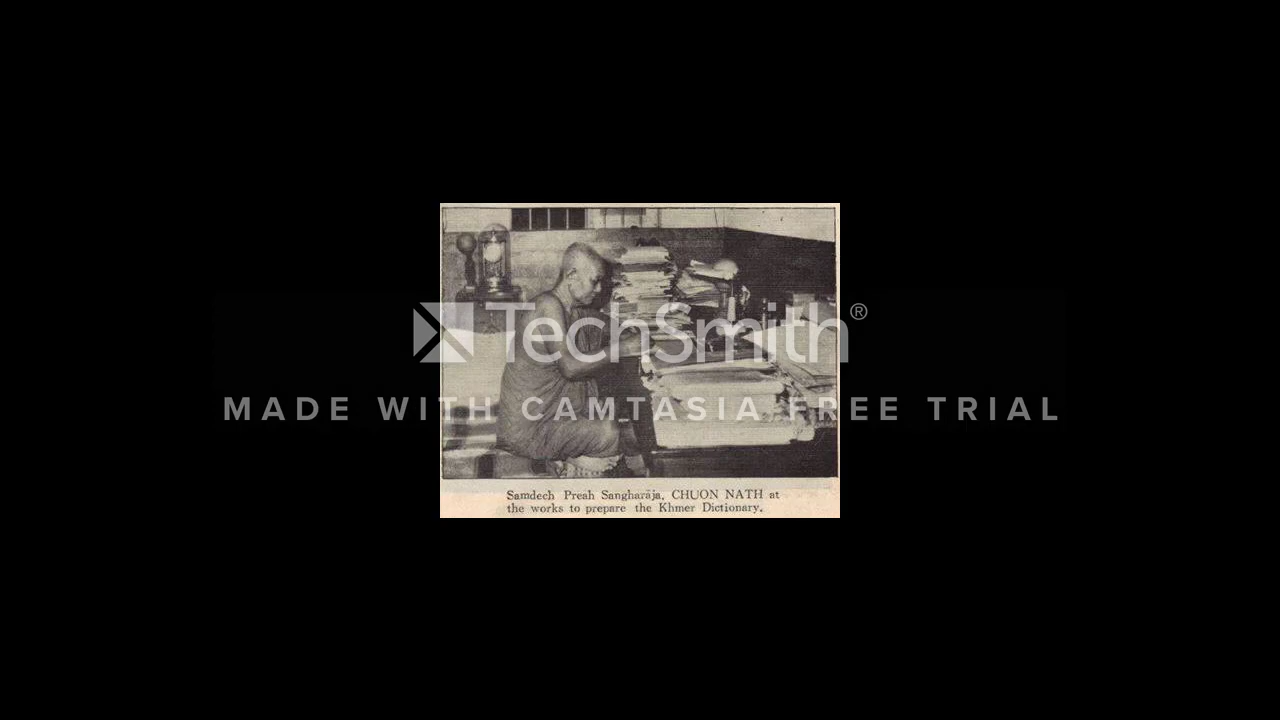 TechSmith®
MADE WITH CAMTASIA FREE TRIAL
Samdech Preah Sangharāja, CHUON NATH at
the works to prepare the Khmer Dictionary.